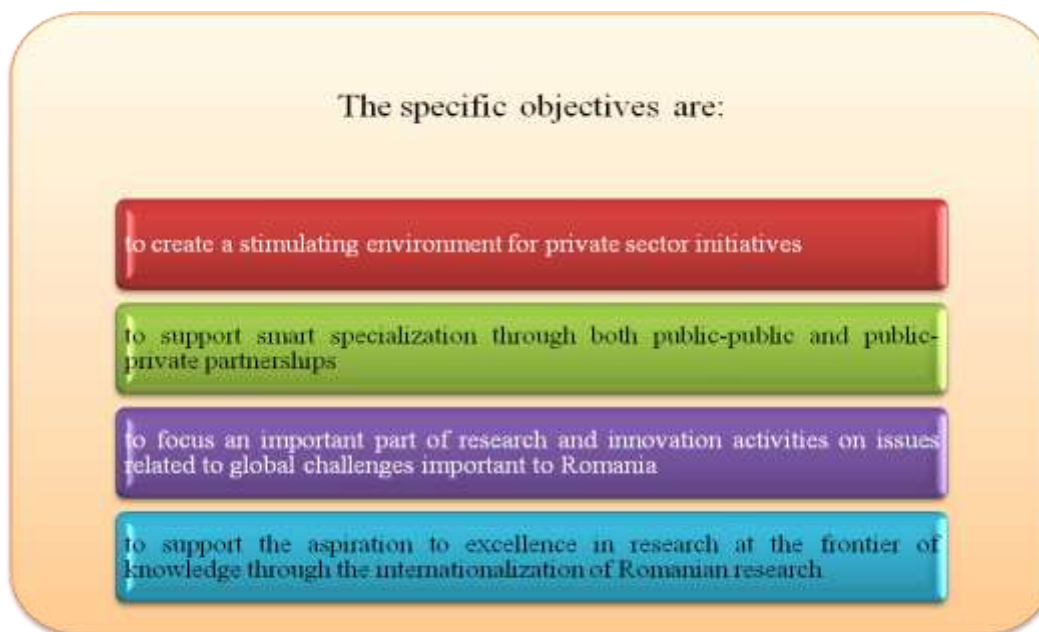 The specific objectives are:
to create a stimulating environment for private sector initiatives
to support smart specialization through both public-public and public-
private partnerships
to focus an important part of research and innovation activities on issues
related to global challenges important to Romania
to support the aspiration to excellence in research at the frontier of
knowledge through the internationalization of Romanian research